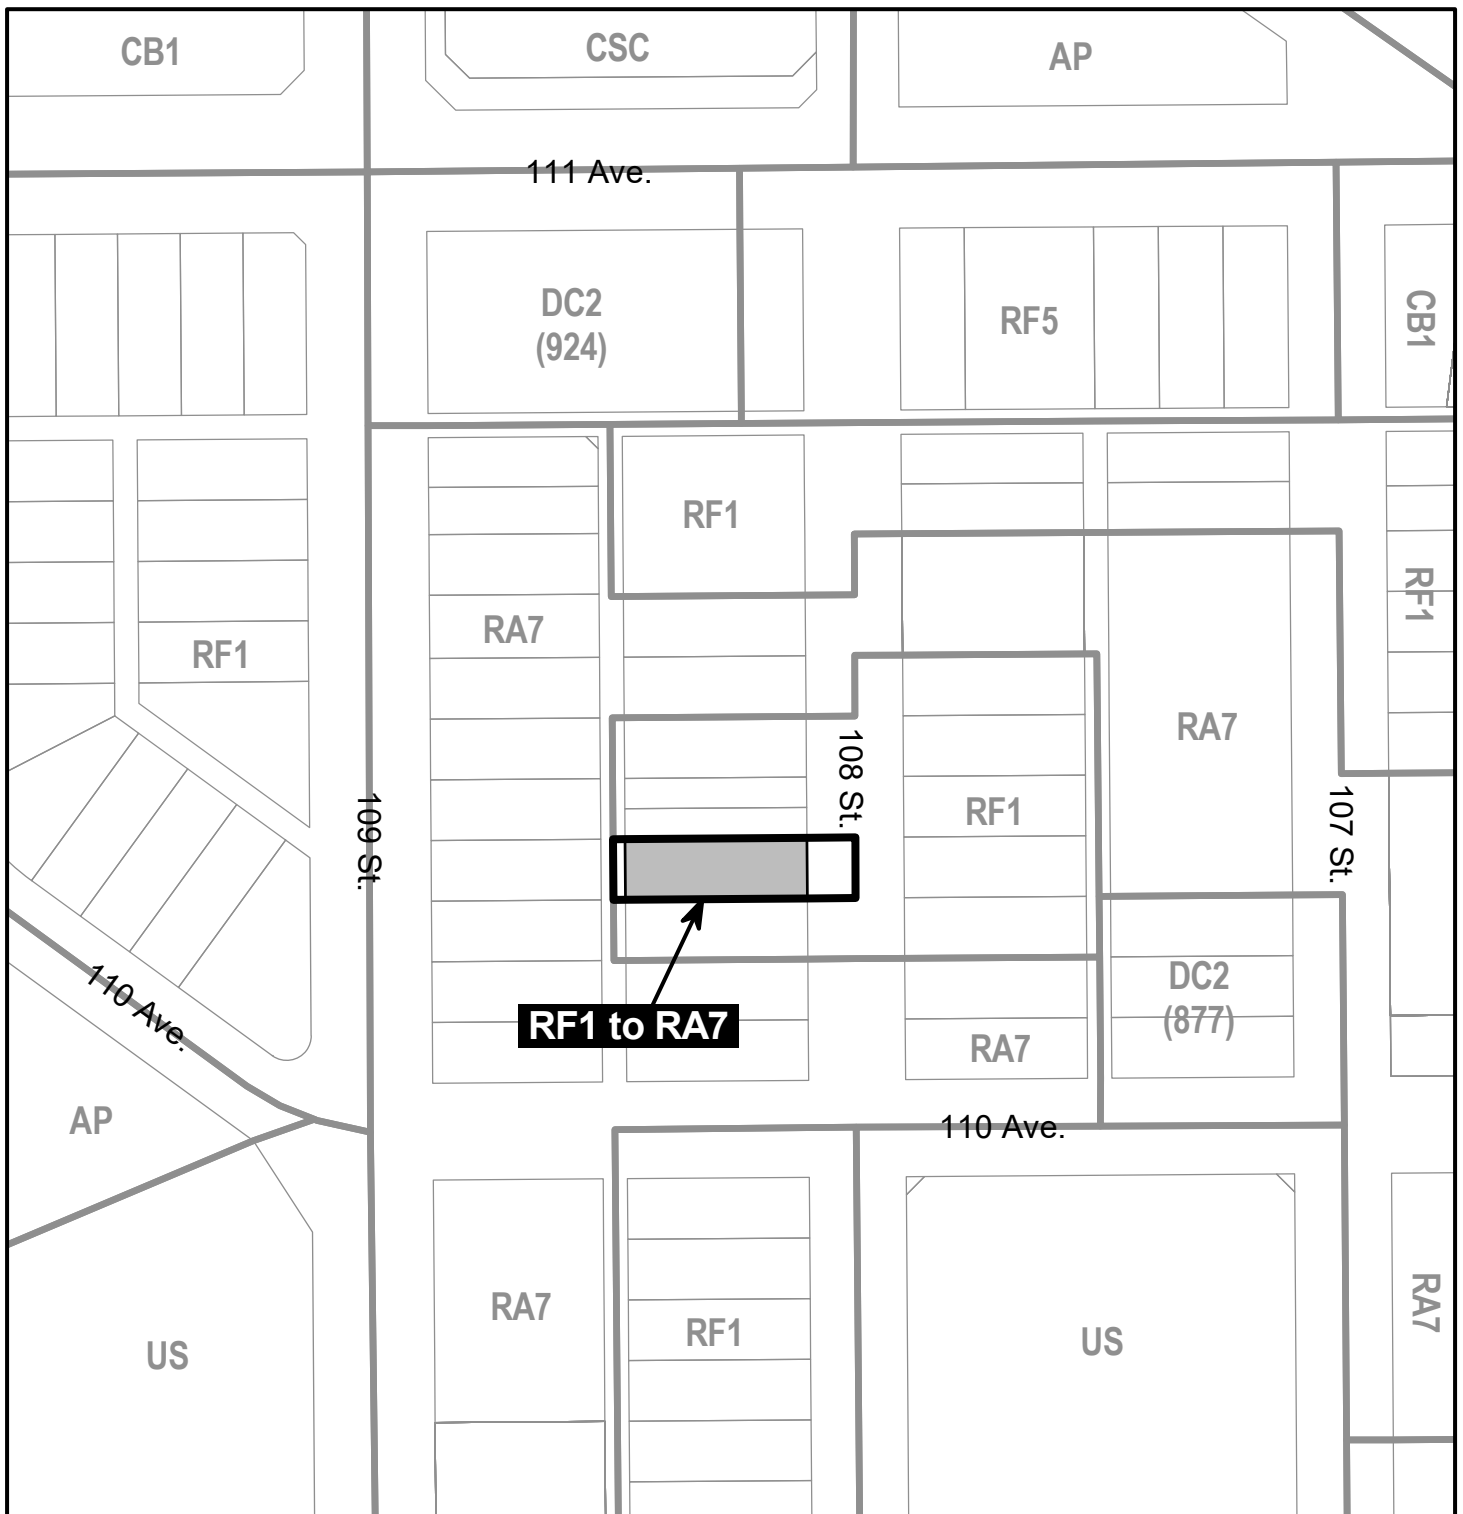 CB1
CSC
AP
111 Ave.
DC2
(924)
RF5
CB1
RF1
RA7
RF1
RF1
RA7
108 St.
RF1
109 St.
107 St.
110 Ave.
RF1 to RA7
DC2
(877)
RA7
AP
110 Ave.
RA7
RF1
US
US
RA7